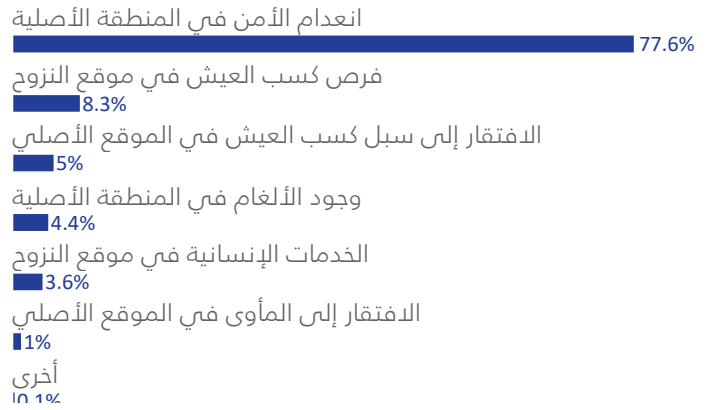 انعدام الأمن في المنطقة الأصلية
77.6%
فرص كسب العيش في موقع النزوح
8.3%
الافتقار إلى سبل كسب العيش في الموقع الأصلي
5%
وجود الألغام في المنطقة الأصلية
4.4%
الخدمات الإنسانية في موقع النزوح
3.6%
الافتقار إلى المأوى في الموقع الأصلي
1%
أخرى
0.1%